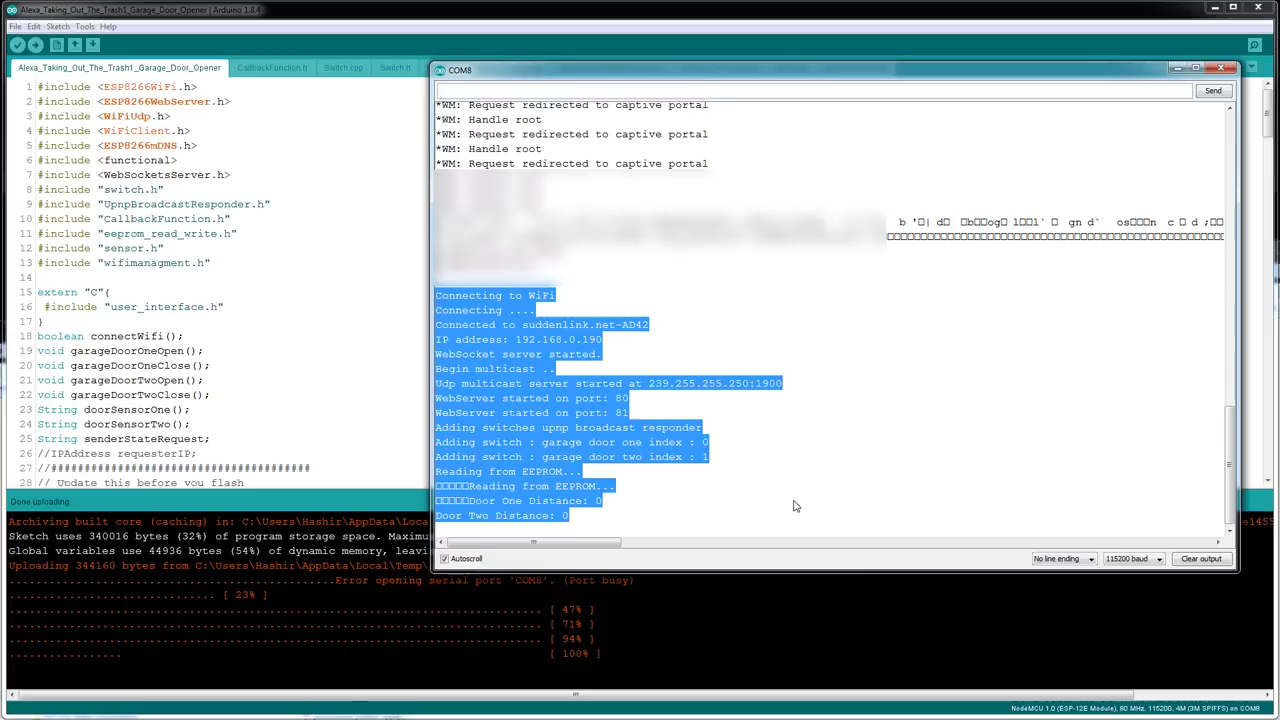 Alexa_Taking_Out_The_Trash1_Garage_Door_Opener | Arduino 1.8.4
File Edit Sketch Tools Help
Alexa_Taking_Out_The_Trash1_Garage_Door_Opener CallbackFunction.h Switch.cpp Switch.h
1 #include <ESP8266WiFi.h>
2 #include <ESP8266WebServer.h>
3 #include <WiFiUdp.h>
4 #include <WiFiClient.h>
5 #include <ESP8266mDNS.h>
6 #include <functional>
7 #include <WebSocketsServer.h>
8 #include "switch.h"
9 #include "UpnpBroadcastResponder.h"
10 #include "CallbackFunction.h"
11 #include "eeprom_read_write.h"
12 #include "sensor.h"
13 #include "wifimanagment.h"
14
15 extern "C"{
16 #include "user_interface.h"
17 }
18 boolean connectWifi();
19 void garageDoorOneOpen();
20 void garageDoorOneClose();
21 void garageDoorTwoOpen();
22 void garageDoorTwoClose();
23 String doorSensorOne();
24 String doorSensorTwo();
25 String senderStateRequest;
26 //IPAddress requesterIP;
27 //#######################################
28 // Update this before you flash
COM8
Send
*WM: Request redirected to captive portal
*WM: Handle root
*WM: Request redirected to captive portal
*WM: Handle root
*WM: Request redirected to captive portal
Connecting to WiFi
Connecting ....
Connected to suddenlink.net-AD42
IP address: 192.168.0.190
WebSocket server started.
Begin multicast ..
Udp multicast server started at 239.255.255.250:1900
WebServer started on port: 80
WebServer started on port: 81
Adding switches upnp broadcast responder
Adding switch : garage door one index : 0
Adding switch : garage door two index : 1
Reading from EEPROM...
□□□□□Reading from EEPROM...
□□□□□Door One Distance: 0
Door Two Distance: 0
Autoscroll No line ending 115200 baud Clear output
Done uploading.
Archiving built core (caching) in: C:\Users\Hashir\AppData\Local
Sketch uses 340016 bytes (32%) of program storage space.
Global variables use 44936 bytes (54%) of dynamic memory,
Uploading 344160 bytes from C:\Users\Hashir\AppData\Local\Temp\
.................................................Error opening serial port 'COM8'. (Port busy)
............................... [ 23% ]
................................................................................ [ 47% ]
................................................................................ [ 71% ]
................................................................................ [ 94% ]
................. [ 100% ]
NodeMCU 1.0 (ESP-12E Module), 80 MHz, 115200, 4M (3M SPIFFS) on COM8